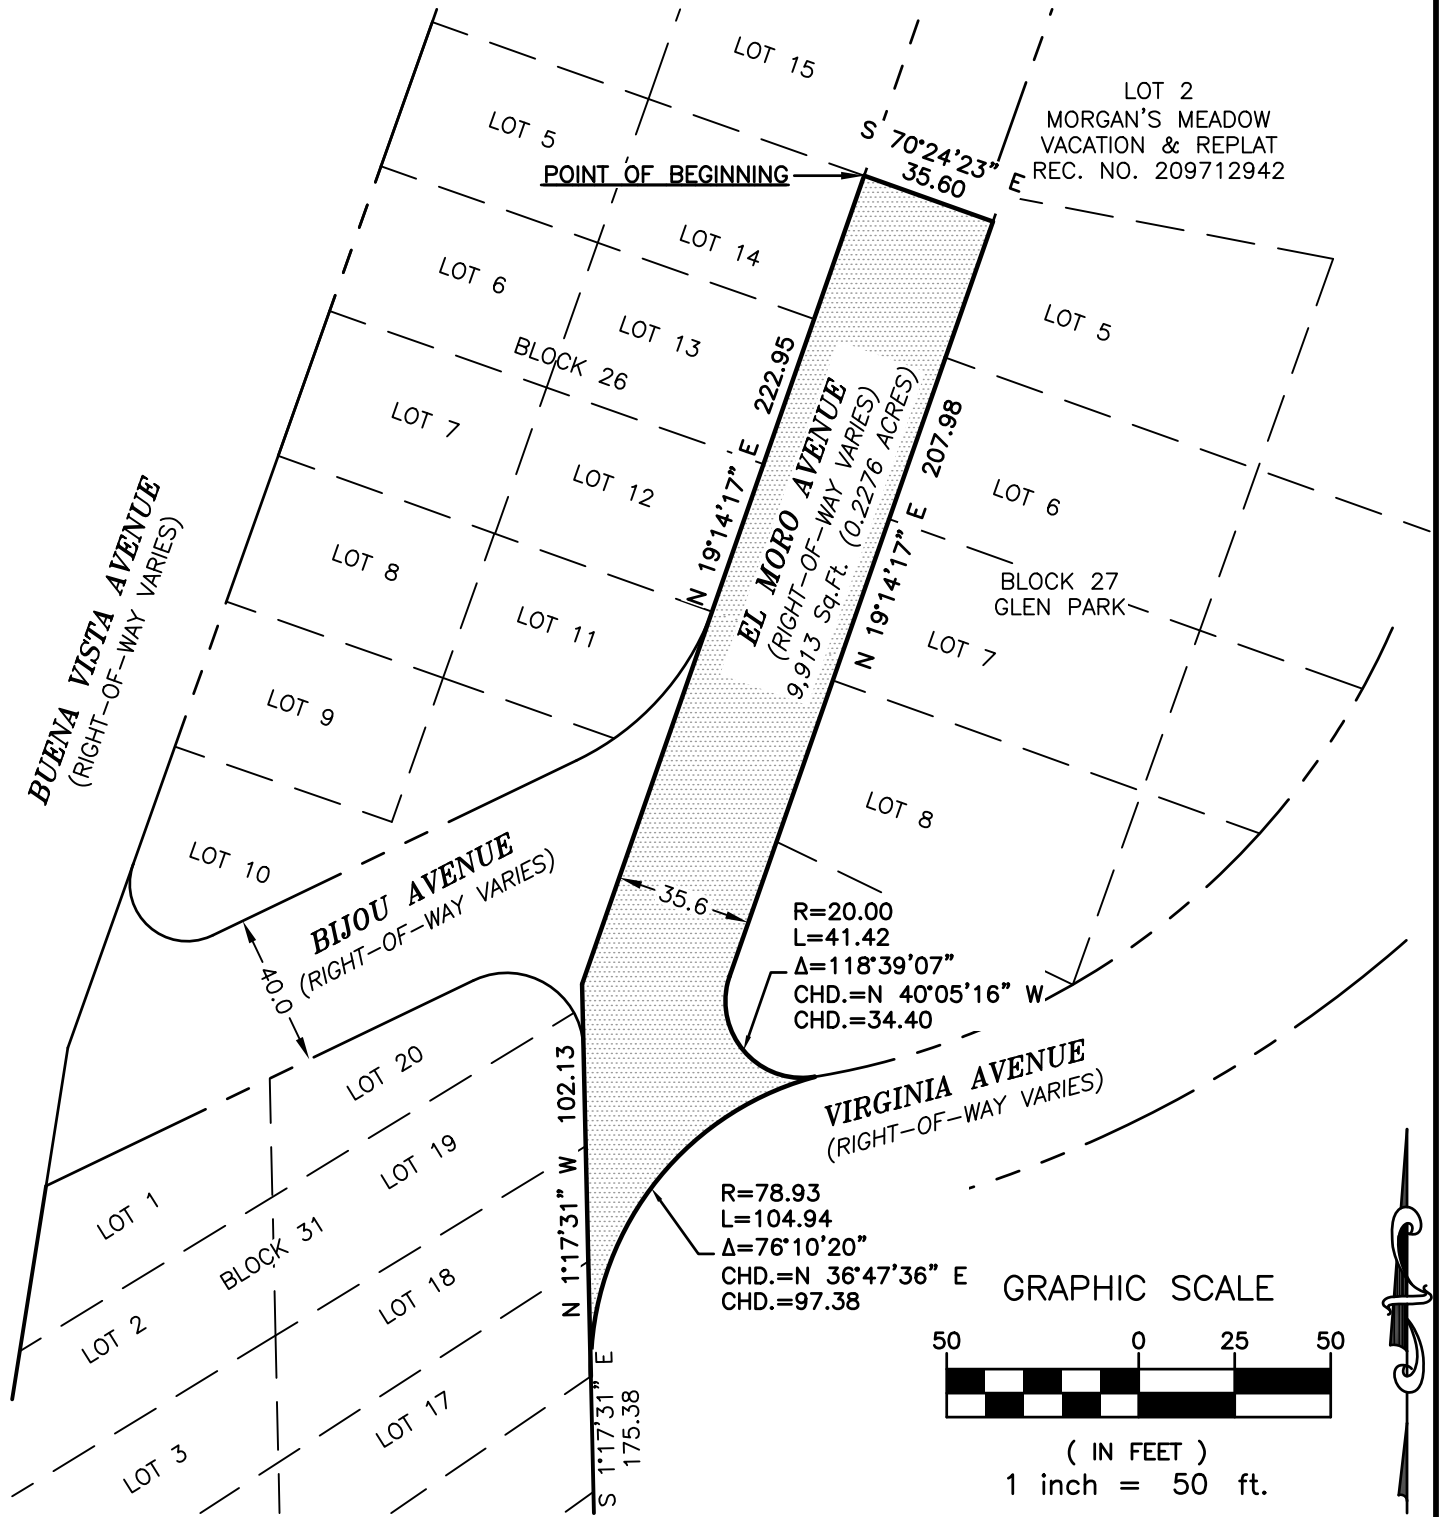 LOT 15
LOT 2
MORGAN'S MEADOW
VACATION & REPLAT
REC. NO. 209712942
LOT 5
S 70°24'23" E
35.60
POINT OF BEGINNING
LOT 14
LOT 6
LOT 13
LOT 5
BLOCK 26
N 19°14'17" E 222.95
LOT 7
LOT 12
EL MORO AVENUE
(RIGHT-OF-WAY VARIES)
9,913 Sq.Ft. (0.2276 ACRES)
N 19°14'17" E 207.98
LOT 6
BUENA VISTA AVENUE
(RIGHT-OF-WAY VARIES)
LOT 8
LOT 11
BLOCK 27
GLEN PARK
LOT 7
LOT 9
LOT 8
LOT 10
BIJOU AVENUE
(RIGHT-OF-WAY VARIES)
40.0
35.6
R=20.00
L=41.42
Δ=118°39'07"
CHD.=N 40°05'16" W
CHD.=34.40
LOT 20
N 1°17'31" W 102.13
VIRGINIA AVENUE
(RIGHT-OF-WAY VARIES)
LOT 19
LOT 1
BLOCK 31
R=78.93
L=104.94
Δ=76°10'20"
CHD.=N 36°47'36" E
CHD.=97.38
LOT 18
LOT 2
LOT 17
LOT 3
S 1°17'31" E
175.38
GRAPHIC SCALE
50 0 25 50
( IN FEET )
1 inch = 50 ft.